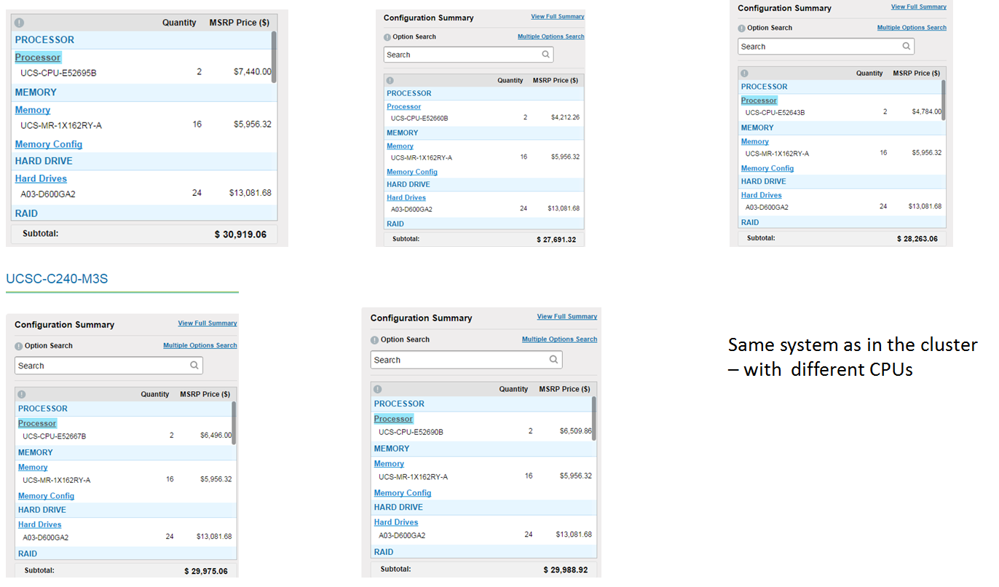 Quantity MSRP Price ($)
PROCESSOR
Processor
UCS-CPU-E52695B 2 $7,440.00
MEMORY
Memory
UCS-MR-1X162RY-A 16 $5,956.32
Memory Config
HARD DRIVE
Hard Drives
A03-D600GA2 24 $13,081.68
RAID
Subtotal: $ 30,919.06
Configuration Summary View Full Summary
Option Search Multiple Options Search
Search
Quantity MSRP Price ($)
PROCESSOR
Processor
UCS-CPU-E52660B 2 $4,212.26
MEMORY
Memory
UCS-MR-1X162RY-A 16 $5,956.32
Memory Config
HARD DRIVE
Hard Drives
A03-D600GA2 24 $13,081.68
RAID
Subtotal: $ 27,691.32
Configuration Summary View Full Summary
Option Search Multiple Options Search
Search
Quantity MSRP Price ($)
PROCESSOR
Processor
UCS-CPU-E52643B 2 $4,784.00
MEMORY
Memory
UCS-MR-1X162RY-A 16 $5,956.32
Memory Config
HARD DRIVE
Hard Drives
A03-D600GA2 24 $13,081.68
RAID
Subtotal: $ 28,263.06
UCSC-C240-M3S
Configuration Summary View Full Summary
Option Search Multiple Options Search
Search
Quantity MSRP Price ($)
PROCESSOR
Processor
UCS-CPU-E52667B 2 $6,496.00
MEMORY
Memory
UCS-MR-1X162RY-A 16 $5,956.32
Memory Config
HARD DRIVE
Hard Drives
A03-D600GA2 24 $13,081.68
RAID
Subtotal: $ 29,975.06
Configuration Summary View Full Summary
Option Search Multiple Options Search
Search
Quantity MSRP Price ($)
PROCESSOR
Processor
UCS-CPU-E52690B 2 $6,509.86
MEMORY
Memory
UCS-MR-1X162RY-A 16 $5,956.32
Memory Config
HARD DRIVE
Hard Drives
A03-D600GA2 24 $13,081.68
RAID
Subtotal: $ 29,988.92
Same system as in the cluster
– with different CPUs